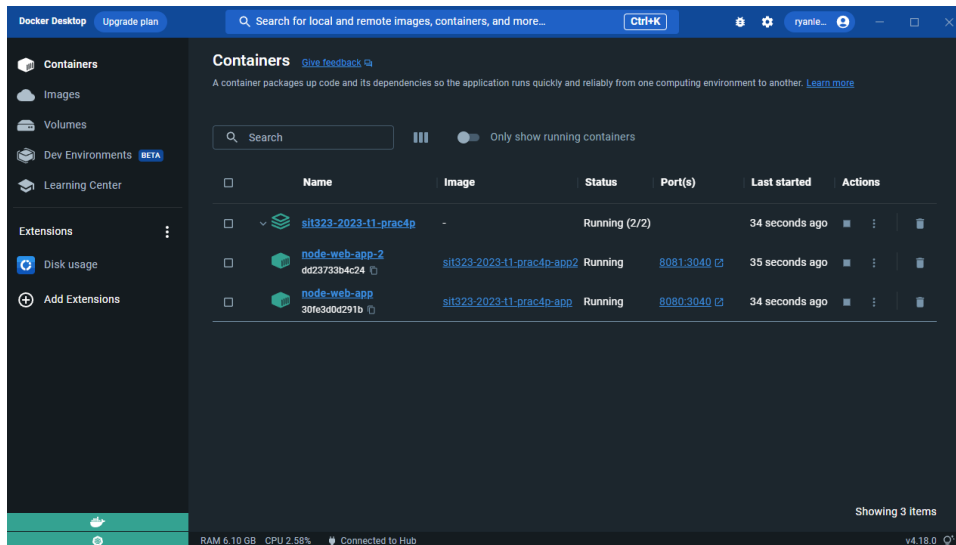 Docker Desktop Upgrade plan
Search for local and remote images, containers, and more... Ctrl+K
ryanle...
Containers
Images
Volumes
Dev Environments BETA
Learning Center
Extensions
Disk usage
Add Extensions
Containers Give feedback
A container packages up code and its dependencies so the application runs quickly and reliably from one computing environment to another. Learn more
Search
Only show running containers
Name Image Status Port(s) Last started Actions
sit323-2023-t1-prac4p - Running (2/2) 34 seconds ago
node-web-app-2
dd23733b4c24
sit323-2023-t1-prac4p-app2 Running 8081:3040 35 seconds ago
node-web-app
30fe3d0d291b
sit323-2023-t1-prac4p-app Running 8080:3040 34 seconds ago
Showing 3 items
RAM 6.10 GB CPU 2.58% Connected to Hub
v4.18.0